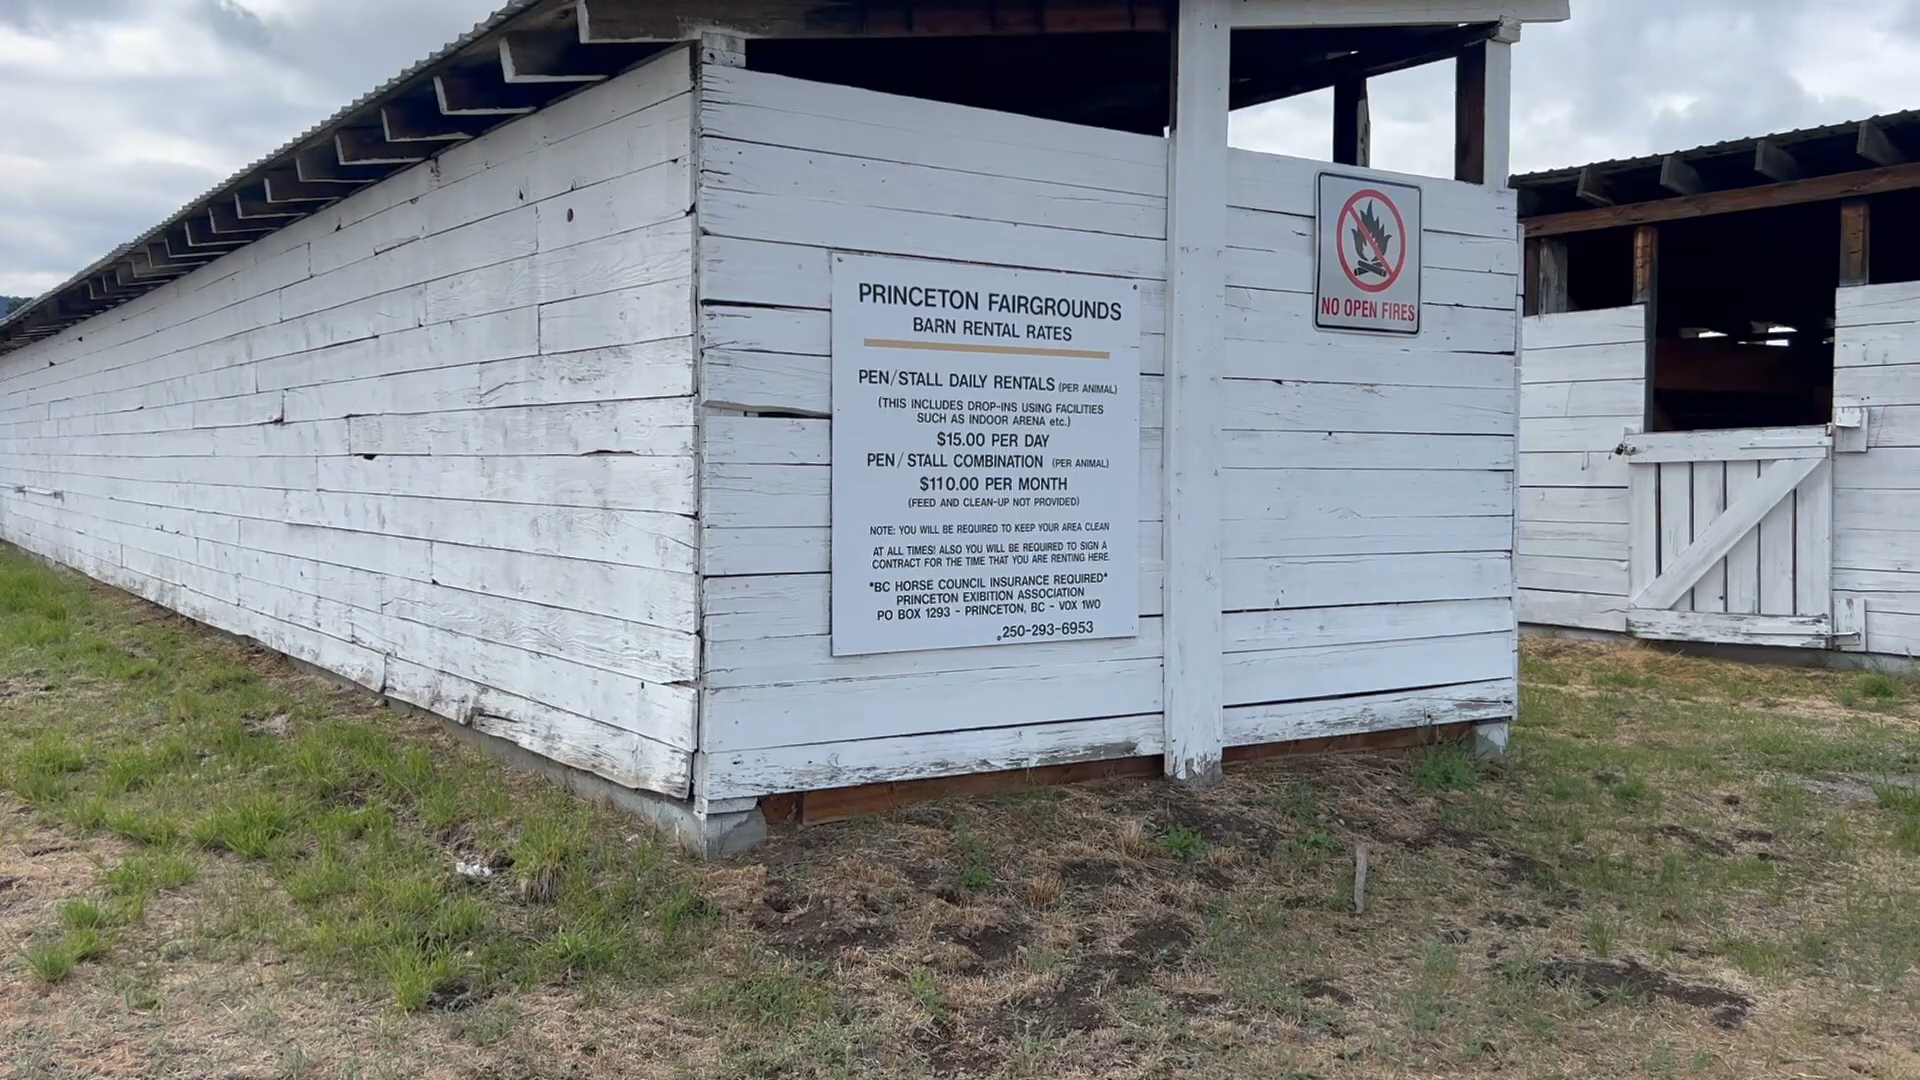 PRINCETON FAIRGROUNDS
BARN RENTAL RATES
PEN/STALL DAILY RENTALS (PER ANIMAL)
(THIS INCLUDES DROP-INS USING FACILITIES
SUCH AS INDOOR ARENA etc.)
$15.00 PER DAY
PEN/STALL COMBINATION (PER ANIMAL)
$110.00 PER MONTH
(FEED AND CLEAN-UP NOT PROVIDED)
NOTE: YOU WILL BE REQUIRED TO KEEP YOUR AREA CLEAN
AT ALL TIMES! ALSO YOU WILL BE REQUIRED TO SIGN A
CONTRACT FOR THE TIME THAT YOU ARE RENTING HERE.
*BC HORSE COUNCIL INSURANCE REQUIRED*
PRINCETON EXIBITION ASSOCIATION
PO BOX 1293 - PRINCETON, BC - VOX 1WO
250-293-6953
NO OPEN FIRES